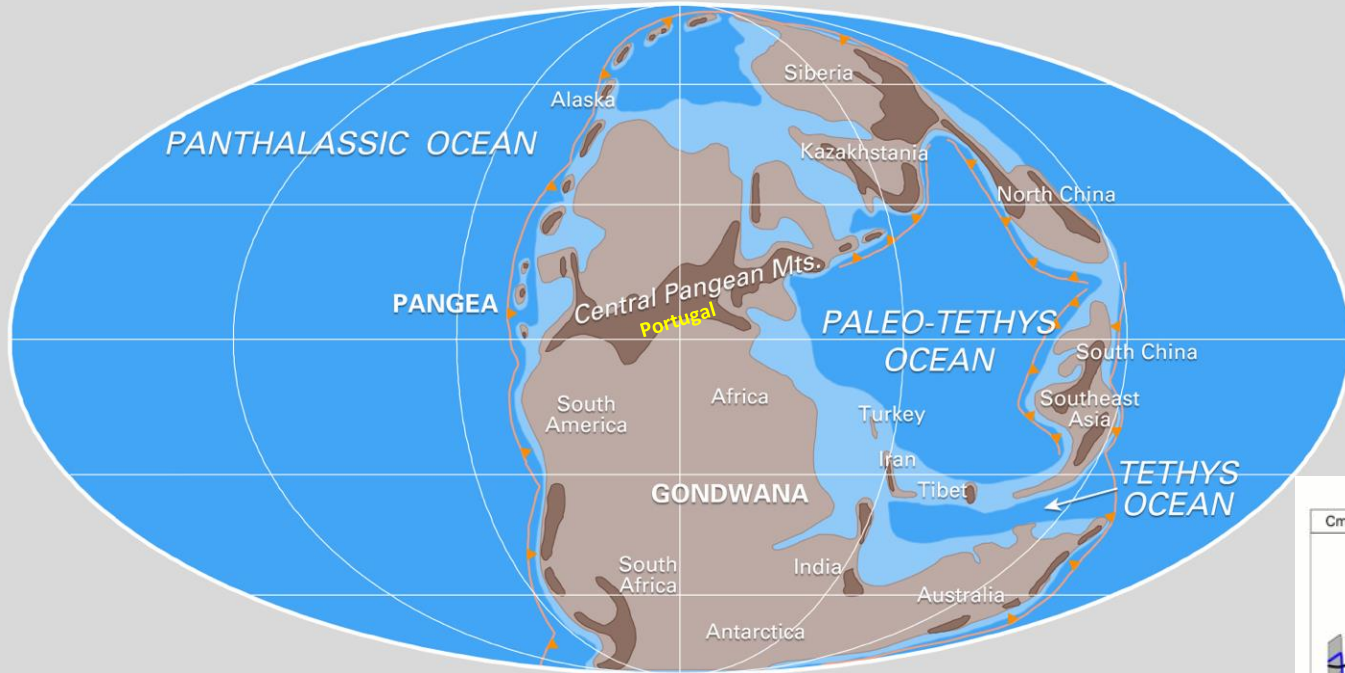 Siberia
Alaska
PANTHALASSIC OCEAN
Kazakhstania
North China
Central Pangean Mts.
PANGEA
Portugal
PALEO-TETHYS
OCEAN
South China
South
America
Africa
Turkey
Southeast
Asia
Iran
Tibet
TETHYS
OCEAN
GONDWANA
South
Africa
India
Australia
Antarctica
Cm